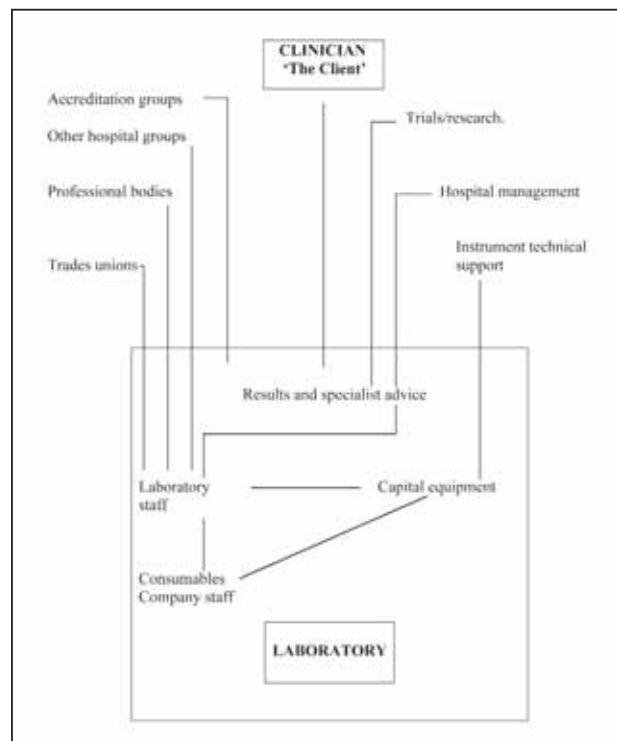 CLINICIAN
‘The Client’
Accreditation groups
Trials/research.
Other hospital groups
Professional bodies
Hospital management
Instrument technical
support
Trades unions
Results and specialist advice
Laboratory
staff
Capital equipment
Consumables
Company staff
LABORATORY